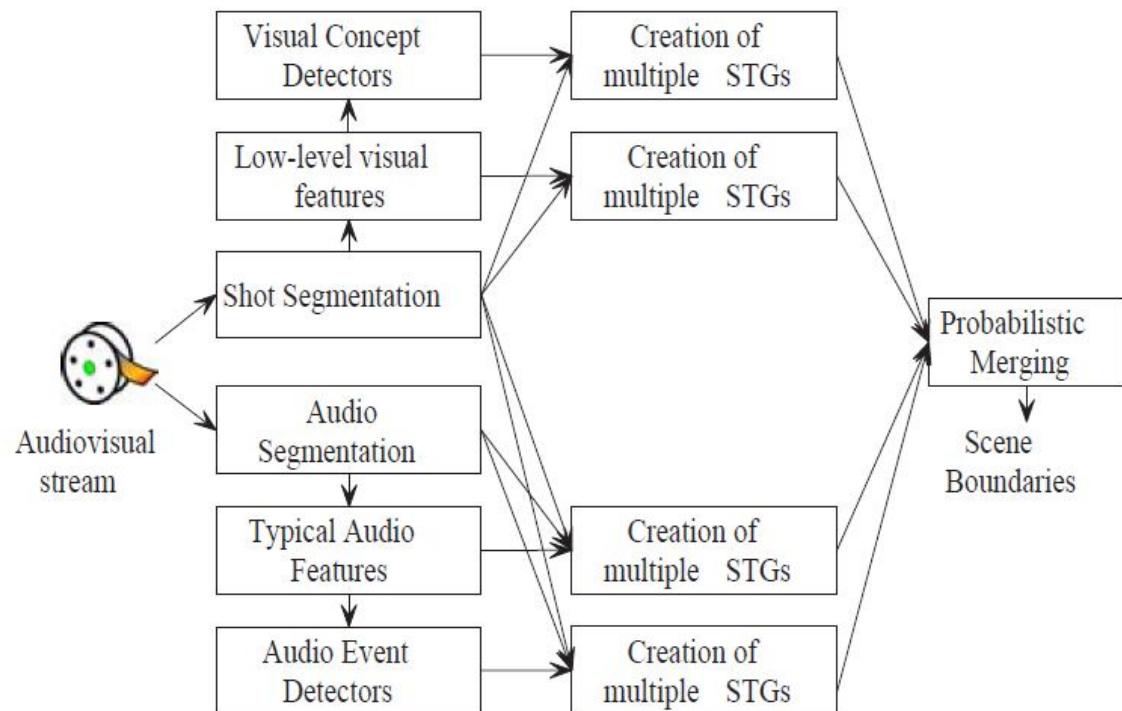 Visual Concept
Detectors
Creation of
multiple STGs
Low-level visual
features
Creation of
multiple STGs
Shot Segmentation
Probabilistic
Merging
Audiovisual
stream
Audio
Segmentation
Scene
Boundaries
Typical Audio
Features
Creation of
multiple STGs
Audio Event
Detectors
Creation of
multiple STGs